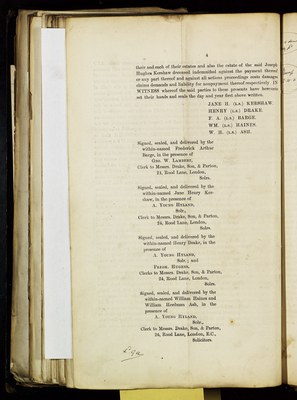 4
their and each of their estates and also the estate of the said Joseph
Hughes Kershaw deceased indemnified against the payment thereof
or any part thereof and against all actions proceedings costs damages
claims demands and liability for nonpayment thereof respectively IN
WITNESS whereof the said parties to these presents have hereunto
set their hands and seals the day and year first above written.
JANE H. (L.S.) KERSHAW.
HENRY (L.S.) DRAKE
F. A. (L.S.) BARGE
WM. (L.S.) HAINES.
W. H. (L.S.) ASH.
Signed, sealed, and delivered by the
within-named Frederick Arthur
Barge, in the presence of
GEO. W. LAMBERT,
Clerk to Messrs. Drake, Son, & Parton,
24, Rood Lane, London,
Solrs.
Signed, sealed, and delivered by the
within-named Jane Henry Ker-
shaw, in the presence of
A. YOUNG HYLAND,
Solr.,
Clerk to Messrs. Drake, Son, & Parton,
24, Rood Lane, London,
Solrs.
Signed, sealed, and delivered by the
within-named Henry Drake, in the
presence of
A. YOUNG HYLAND,
Solr; and
Clerks to Messrs. Drake, Son, & Parton,
24, Rood Lane, London,
Solrs.
Signed, sealed, and delivered by the
within-named William Haines and
William Ash, in the
presence of
A. YOUNG HYLAND,
Solr.,
Clerk to Messrs. Drake, Son, & Parton,
24, Rood Lane, London, E.C.,
Solicitors.